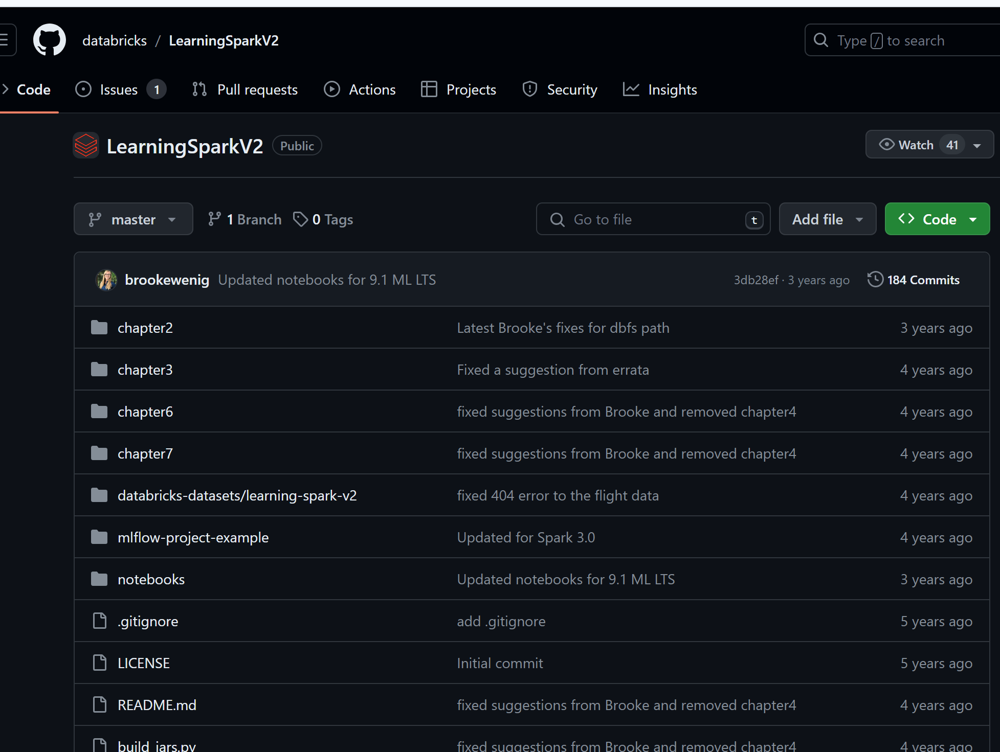 databricks / LearningSparkV2
Type / to search
Code
Issues 1
Pull requests
Actions
Projects
Security
Insights
LearningSparkV2 Public
Watch 41
master
1 Branch
0 Tags
Go to file t
Add file
Code
brookewenig Updated notebooks for 9.1 ML LTS 3db28ef · 3 years ago 184 Commits
chapter2 Latest Brooke's fixes for dbfs path 3 years ago
chapter3 Fixed a suggestion from errata 4 years ago
chapter6 fixed suggestions from Brooke and removed chapter4 4 years ago
chapter7 fixed suggestions from Brooke and removed chapter4 4 years ago
databricks-datasets/learning-spark-v2 fixed 404 error to the flight data 4 years ago
mlflow-project-example Updated for Spark 3.0 4 years ago
notebooks Updated notebooks for 9.1 ML LTS 3 years ago
.gitignore add .gitignore 5 years ago
LICENSE Initial commit 5 years ago
README.md fixed suggestions from Brooke and removed chapter4 4 years ago
build_jars.py fixed suggestions from Brooke and removed chapter4 4 years ago